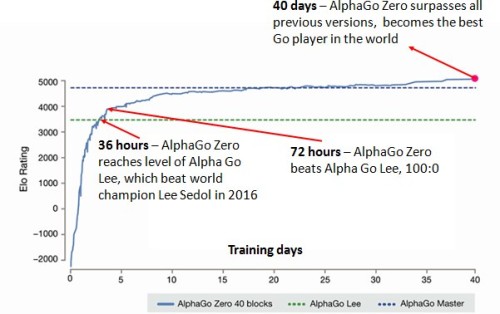 40 days – AlphaGo Zero surpasses all
previous versions, becomes the best
Go player in the world
5000
4000
3000
2000
1000
0
−1000
−2000
Elo Rating
36 hours – AlphaGo Zero
reaches level of Alpha Go
Lee, which beat world
champion Lee Sedol in 2016
72 hours – AlphaGo Zero
beats Alpha Go Lee, 100:0
Training days
0 5 10 15 20 25 30 35 40
AlphaGo Zero 40 blocks AlphaGo Lee AlphaGo Master